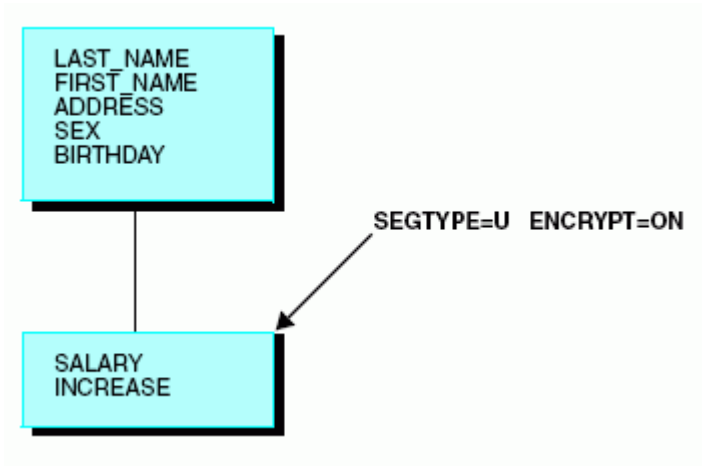 LAST_NAME
FIRST_NAME
ADDRESS
SEX
BIRTHDAY
SEGTYPE=U ENCRYPT=ON
SALARY
INCREASE